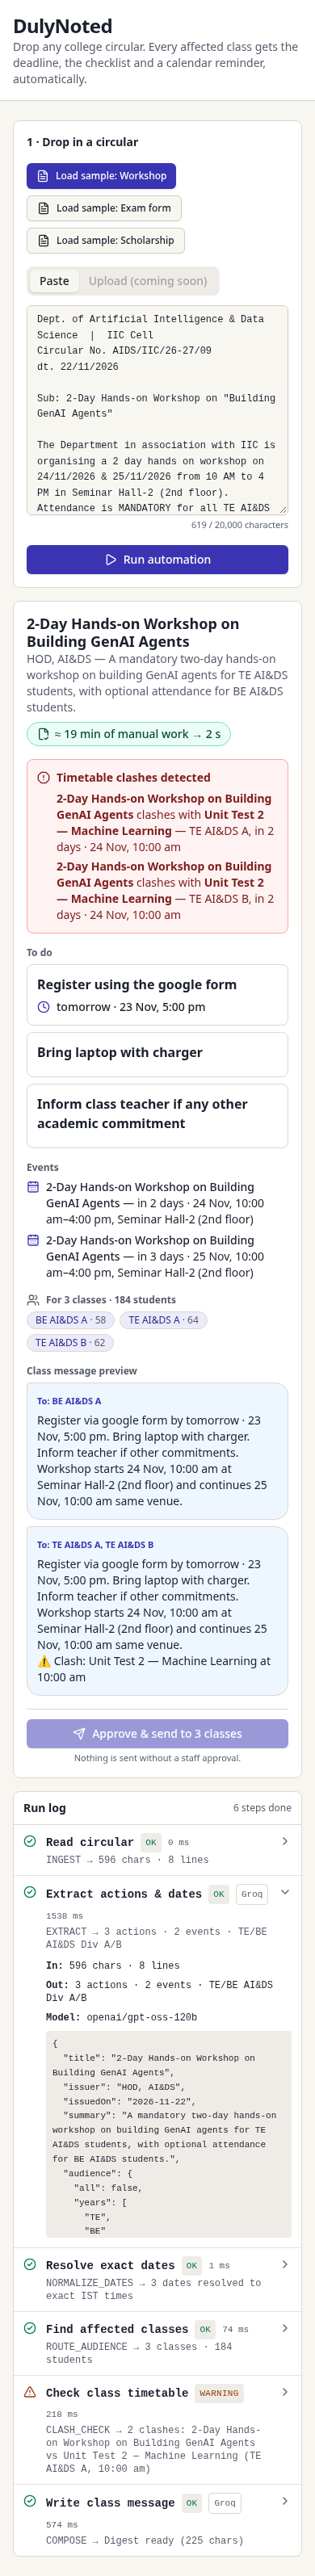 DulyNoted
Drop any college circular. Every affected class gets the
deadline, the checklist and a calendar reminder,
automatically.
1 · Drop in a circular
Load sample: Workshop
Load sample: Exam form
Load sample: Scholarship
Paste
Upload (coming soon)
Dept. of Artificial Intelligence & Data
Science | IIC Cell
Circular No. AIDS/IIC/26-27/09
dt. 22/11/2026
Sub: 2-Day Hands-on Workshop on "Building
GenAI Agents"
The Department in association with IIC is
organising a 2 day hands on workshop on
24/11/2026 & 25/11/2026 from 10 AM to 4
PM in Seminar Hall-2 (2nd floor).
Attendance is MANDATORY for all TE AI&DS
619 / 20,000 characters
Run automation
2-Day Hands-on Workshop on
Building GenAI Agents
HOD, AI&DS — A mandatory two-day hands-on
workshop on building GenAI agents for TE AI&DS
students, with optional attendance for BE AI&DS
students.
≈ 19 min of manual work → 2 s
Timetable clashes detected
2-Day Hands-on Workshop on Building
GenAI Agents clashes with Unit Test 2
— Machine Learning — TE AI&DS A, in 2
days · 24 Nov, 10:00 am
2-Day Hands-on Workshop on Building
GenAI Agents clashes with Unit Test 2
— Machine Learning — TE AI&DS B, in 2
days · 24 Nov, 10:00 am
To do
Register using the google form
tomorrow · 23 Nov, 5:00 pm
Bring laptop with charger
Inform class teacher if any other
academic commitment
Events
2-Day Hands-on Workshop on Building
GenAI Agents — in 2 days · 24 Nov, 10:00
am–4:00 pm, Seminar Hall-2 (2nd floor)
2-Day Hands-on Workshop on Building
GenAI Agents — in 3 days · 25 Nov, 10:00
am–4:00 pm, Seminar Hall-2 (2nd floor)
For 3 classes · 184 students
BE AI&DS A · 58
TE AI&DS A · 64
TE AI&DS B · 62
Class message preview
To: BE AI&DS A
Register via google form by tomorrow · 23
Nov, 5:00 pm. Bring laptop with charger.
Inform teacher if other commitments.
Workshop starts 24 Nov, 10:00 am at
Seminar Hall-2 (2nd floor) and continues 25
Nov, 10:00 am same venue.
To: TE AI&DS A, TE AI&DS B
Register via google form by tomorrow · 23
Nov, 5:00 pm. Bring laptop with charger.
Inform teacher if other commitments.
Workshop starts 24 Nov, 10:00 am at
Seminar Hall-2 (2nd floor) and continues 25
Nov, 10:00 am same venue.
⚠️ Clash: Unit Test 2 — Machine Learning at
10:00 am
Approve & send to 3 classes
Nothing is sent without a staff approval.
Run log
6 steps done
Read circular OK 0 ms
INGEST → 596 chars · 8 lines
Extract actions & dates OK Groq
1538 ms
EXTRACT → 3 actions · 2 events · TE/BE
AI&DS Div A/B
In: 596 chars · 8 lines
Out: 3 actions · 2 events · TE/BE AI&DS
Div A/B
Model: openai/gpt-oss-120b
{
"title": "2-Day Hands-on Workshop on
Building GenAI Agents",
"issuer": "HOD, AI&DS",
"issuedOn": "2026-11-22",
"summary": "A mandatory two-day hands-on
workshop on building GenAI agents for TE
AI&DS students, with optional attendance
for BE AI&DS students.",
"audience": {
"all": false,
"years": [
"TE",
"BE"
Resolve exact dates OK 1 ms
NORMALIZE_DATES → 3 dates resolved to
exact IST times
Find affected classes OK 74 ms
ROUTE_AUDIENCE → 3 classes · 184
students
Check class timetable WARNING
218 ms
CLASH_CHECK → 2 clashes: 2-Day Hands-
on Workshop on Building GenAI Agents
vs Unit Test 2 — Machine Learning (TE
AI&DS A, 10:00 am)
Write class message OK Groq
574 ms
COMPOSE → Digest ready (225 chars)